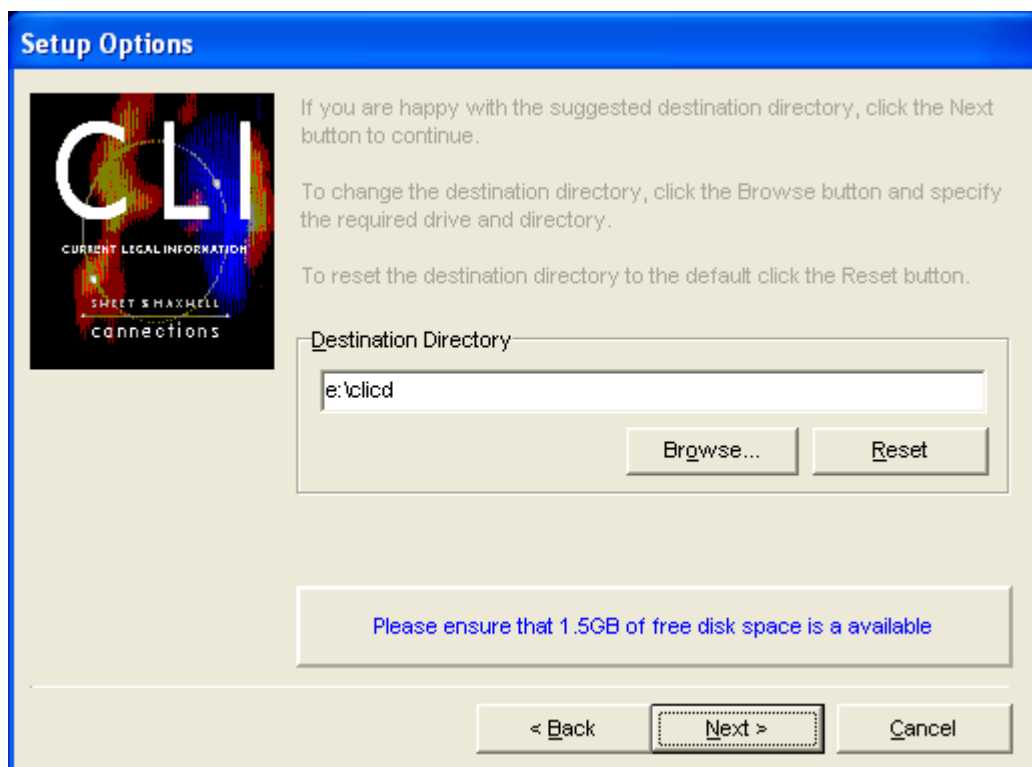 Setup Options
CLI
CURRENT LEGAL INFORMATION
SWEET & MAXWELL
connections
If you are happy with the suggested destination directory, click the Next
button to continue.
To change the destination directory, click the Browse button and specify
the required drive and directory.
To reset the destination directory to the default click the Reset button.
Destination Directory
e:\clicd
Browse...
Reset
Please ensure that 1.5GB of free disk space is a available
< Back
Next >
Cancel